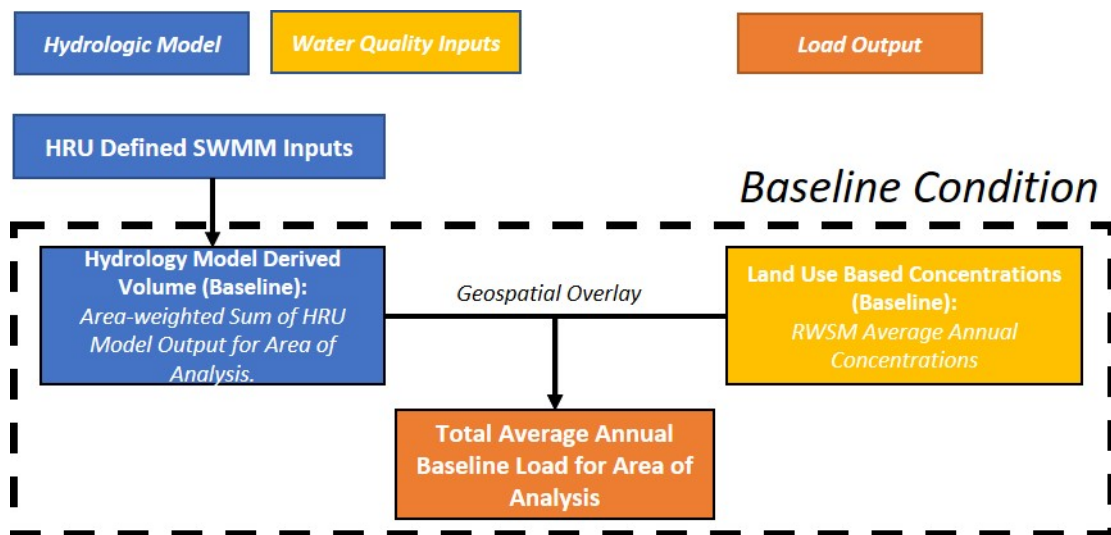 Hydrologic Model
Water Quality Inputs
Load Output
HRU Defined SWMM Inputs
Baseline Condition
Hydrology Model Derived
Volume (Baseline):
Area-weighted Sum of HRU
Model Output for Area of
Analysis.
Geospatial Overlay
Land Use Based Concentrations
(Baseline):
RWSM Average Annual
Concentrations
Total Average Annual
Baseline Load for Area of
Analysis